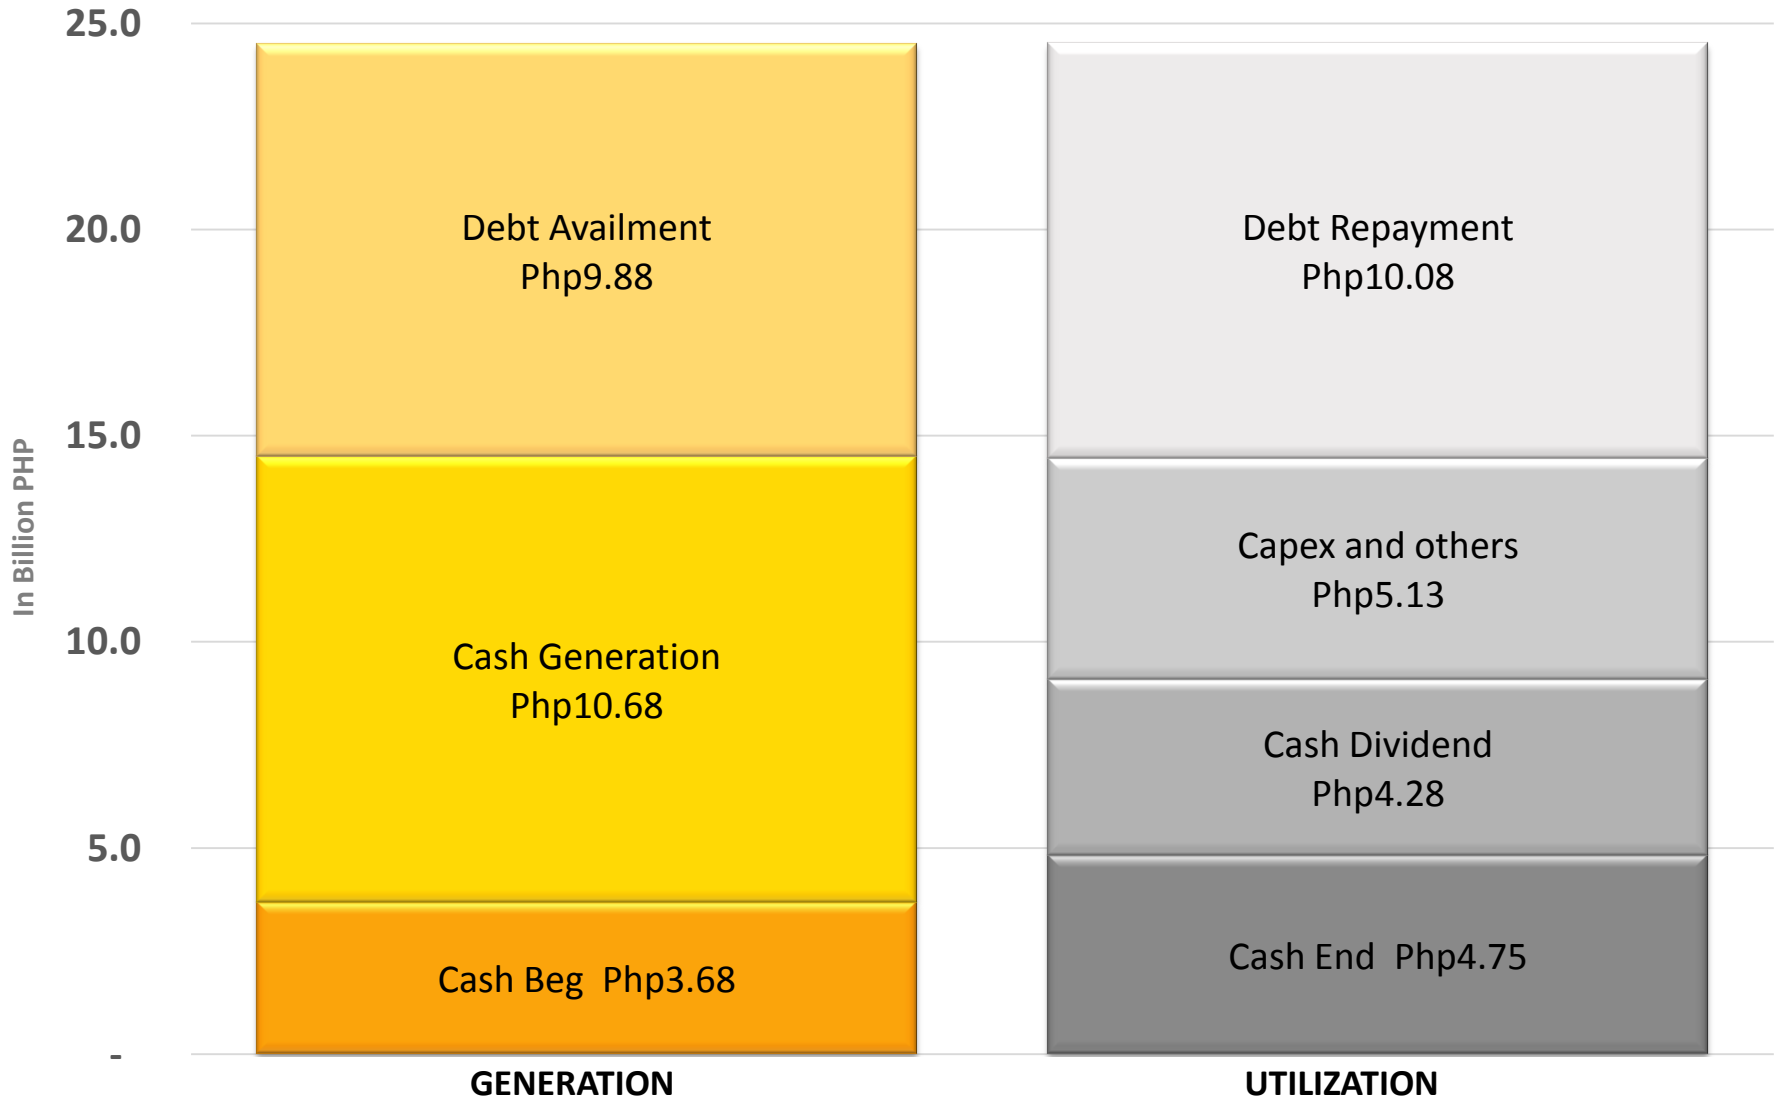 25.0
20.0
15.0
10.0
5.0
-
In Billion PHP
Debt Availment
Php9.88
Cash Generation
Php10.68
Cash Beg  Php3.68
GENERATION
Debt Repayment
Php10.08
Capex and others
Php5.13
Cash Dividend
Php4.28
Cash End  Php4.75
UTILIZATION